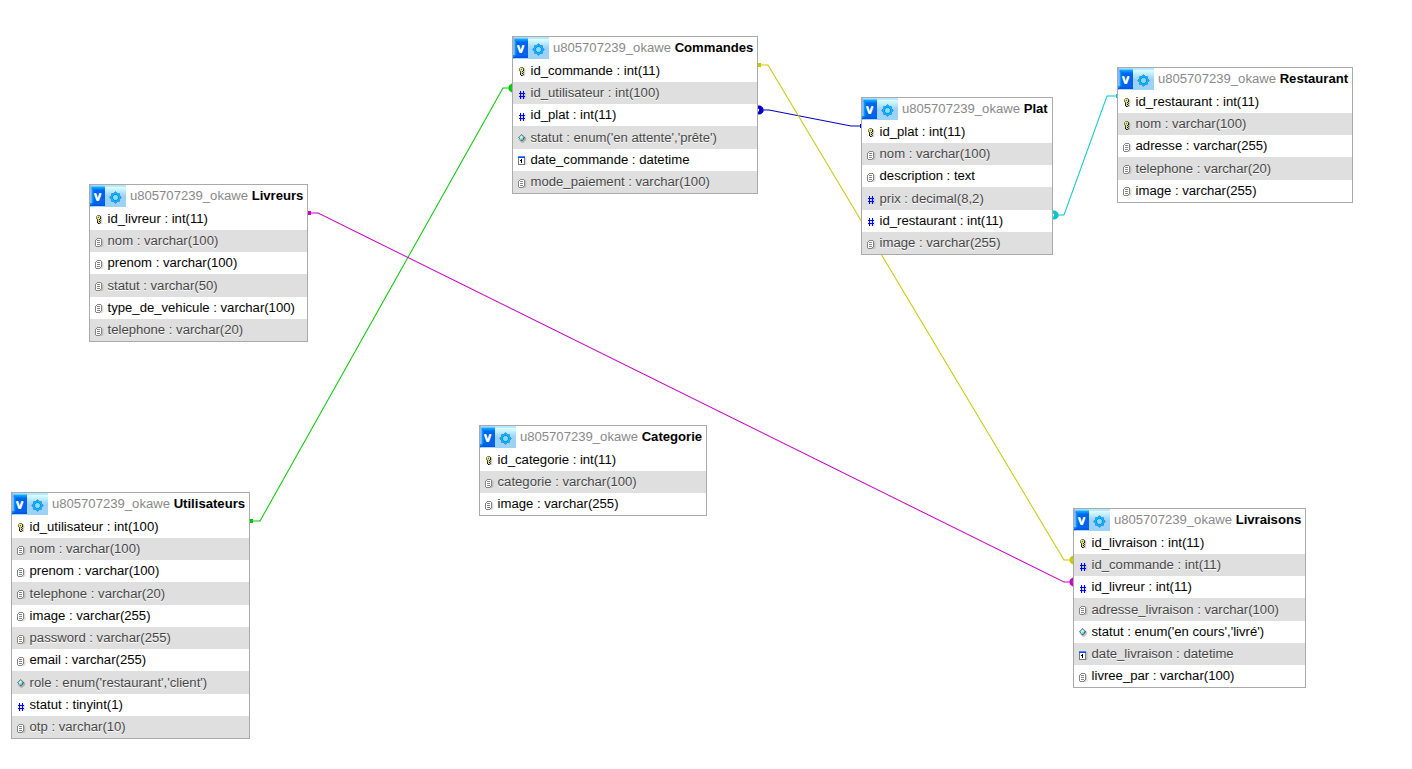 u805707239_okawe Commandes
id_commande : int(11)
id_utilisateur : int(100)
id_plat : int(11)
statut : enum('en attente','prête')
date_commande : datetime
mode_paiement : varchar(100)
u805707239_okawe Restaurant
id_restaurant : int(11)
nom : varchar(100)
adresse : varchar(255)
telephone : varchar(20)
image : varchar(255)
u805707239_okawe Plat
id_plat : int(11)
nom : varchar(100)
description : text
prix : decimal(8,2)
id_restaurant : int(11)
image : varchar(255)
u805707239_okawe Livreurs
id_livreur : int(11)
nom : varchar(100)
prenom : varchar(100)
statut : varchar(50)
type_de_vehicule : varchar(100)
telephone : varchar(20)
u805707239_okawe Categorie
id_categorie : int(11)
categorie : varchar(100)
image : varchar(255)
u805707239_okawe Utilisateurs
id_utilisateur : int(100)
nom : varchar(100)
prenom : varchar(100)
telephone : varchar(20)
image : varchar(255)
password : varchar(255)
email : varchar(255)
role : enum('restaurant','client')
statut : tinyint(1)
otp : varchar(10)
u805707239_okawe Livraisons
id_livraison : int(11)
id_commande : int(11)
id_livreur : int(11)
adresse_livraison : varchar(100)
statut : enum('en cours','livré')
date_livraison : datetime
livree_par : varchar(100)